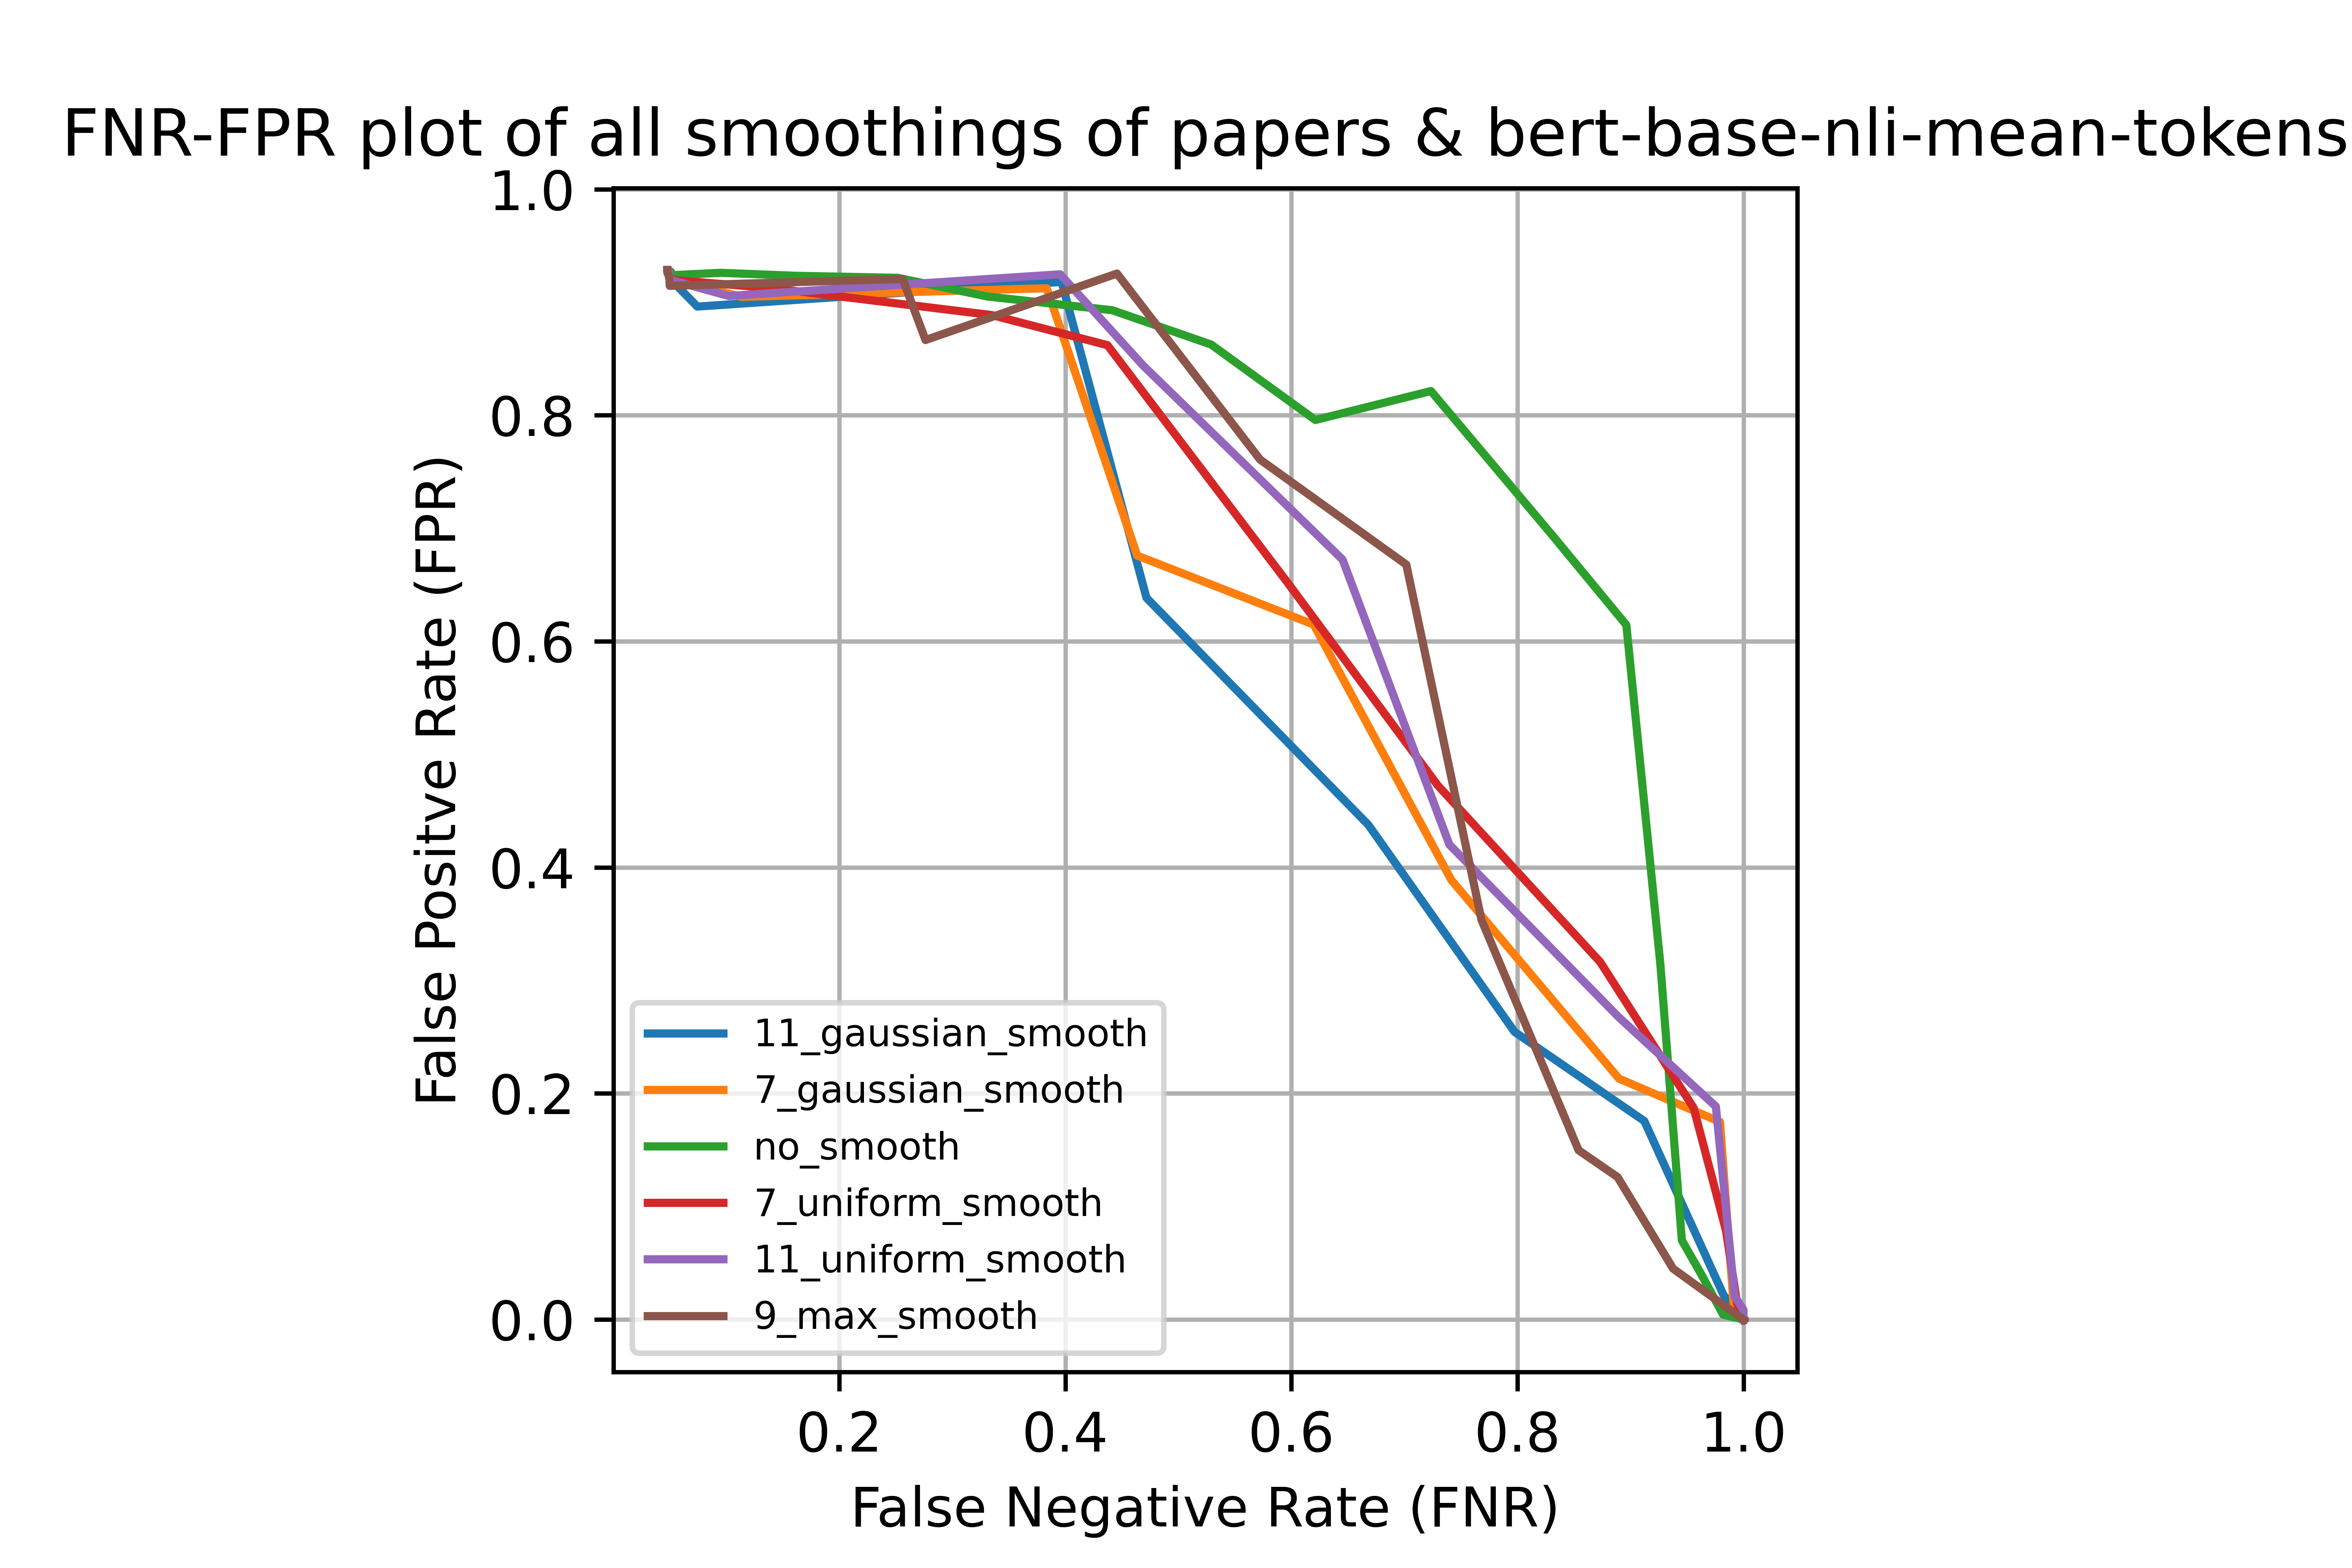 FNR-FPR plot of all smoothings of papers & bert-base-nli-mean-tokens
1.0
0.8
0.6
0.4
0.2
0.0
False Positve Rate (FPR)
11_gaussian_smooth
7_gaussian_smooth
no_smooth
7_uniform_smooth
11_uniform_smooth
9_max_smooth
0.2 0.4 0.6 0.8 1.0
False Negative Rate (FNR)